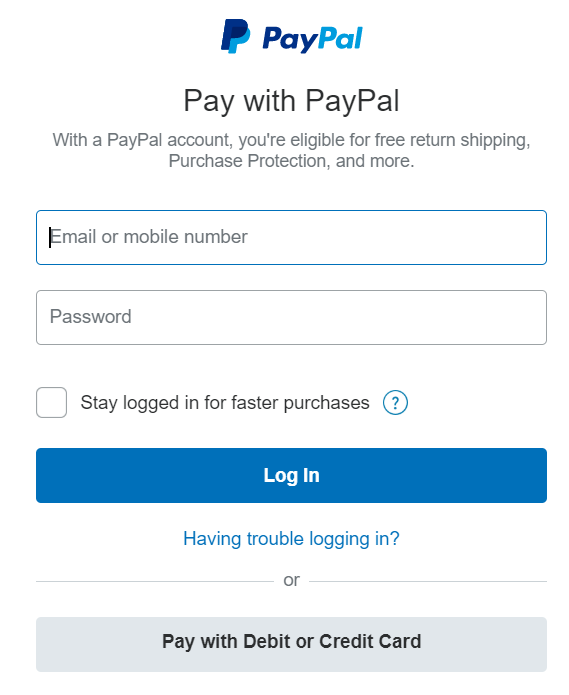 PayPal
Pay with PayPal
With a PayPal account, you're eligible for free return shipping,
Purchase Protection, and more.
Email or mobile number
Password
Stay logged in for faster purchases ?
Log In
Having trouble logging in?
or
Pay with Debit or Credit Card